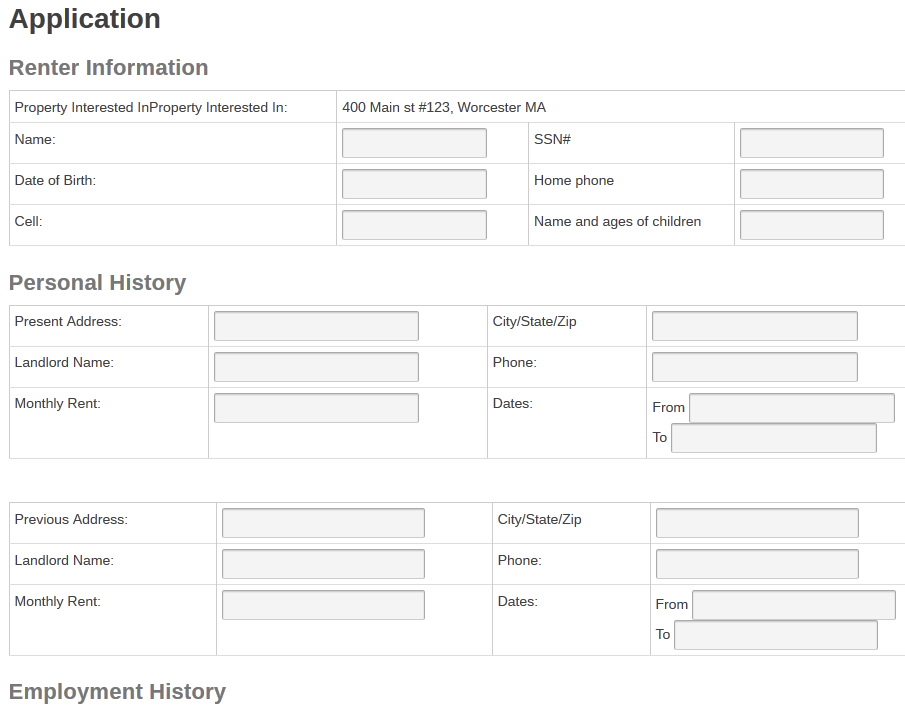 Application
Renter Information
Property Interested InProperty Interested In: 400 Main st #123, Worcester MA
Name: SSN#
Date of Birth: Home phone
Cell: Name and ages of children
Personal History
Present Address: City/State/Zip
Landlord Name: Phone:
Monthly Rent: Dates: From
To
Previous Address: City/State/Zip
Landlord Name: Phone:
Monthly Rent: Dates: From
To
Employment History